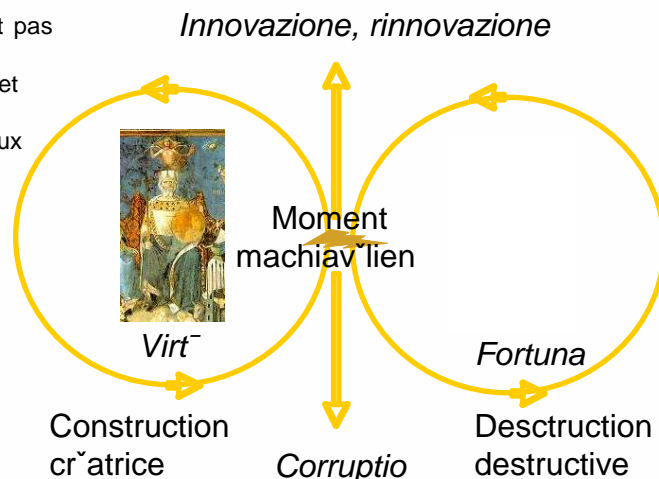 t pas
et
ux
Innovazione, rinnovazione
Moment
machiavˇlien
Virt¯
Fortuna
Construction
crˇatrice
Corruptio
Desctruction
destructive